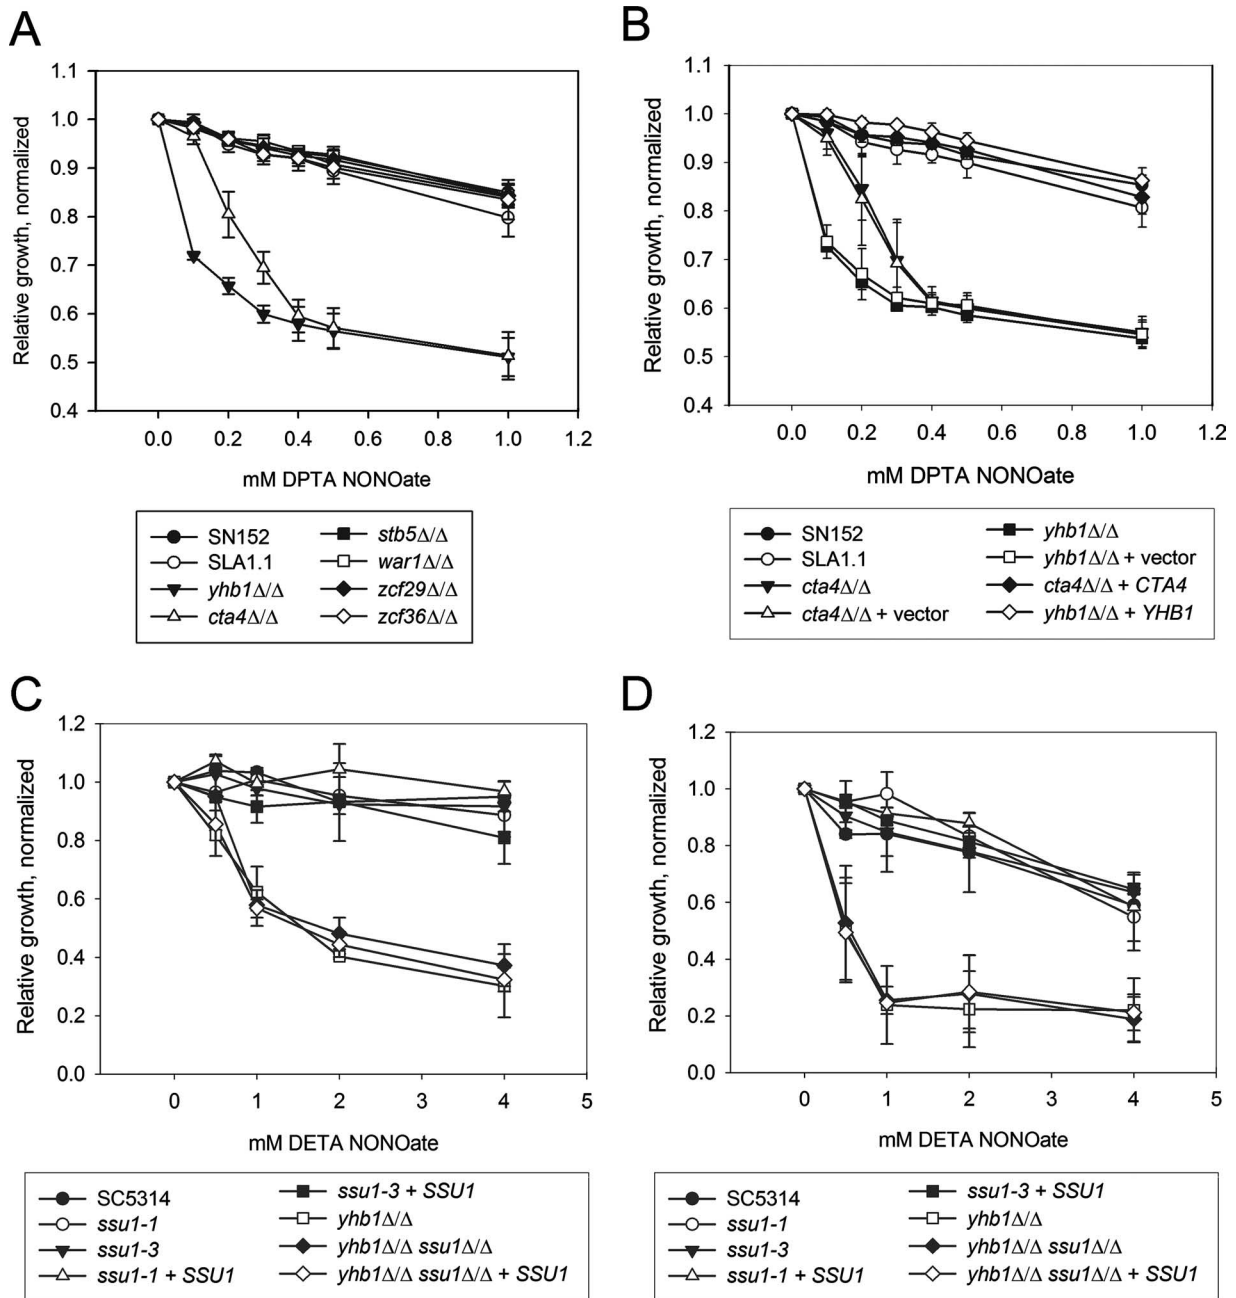 A
Relative growth, normalized
1.1
1.0
0.9
0.8
0.7
0.6
0.5
0.4
0.0 0.2 0.4 0.6 0.8 1.0 1.2
mM DPTA NONOate
SN152
SLA1.1
yhb1Δ/Δ
cta4Δ/Δ
stb5Δ/Δ
war1Δ/Δ
zcf29Δ/Δ
zcf36Δ/Δ
B
Relative growth, normalized
1.1
1.0
0.9
0.8
0.7
0.6
0.5
0.4
0.0 0.2 0.4 0.6 0.8 1.0 1.2
mM DPTA NONOate
SN152
SLA1.1
cta4Δ/Δ
cta4Δ/Δ + vector
yhb1Δ/Δ
yhb1Δ/Δ + vector
cta4Δ/Δ + CTA4
yhb1Δ/Δ + YHB1
C
Relative growth, normalized
1.2
1.0
0.8
0.6
0.4
0.2
0.0
0 1 2 3 4 5
mM DETA NONOate
SC5314
ssu1-1
ssu1-3
ssu1-1 + SSU1
ssu1-3 + SSU1
yhb1Δ/Δ
yhb1Δ/Δ ssu1Δ/Δ
yhb1Δ/Δ ssu1Δ/Δ + SSU1
D
Relative growth, normalized
1.2
1.0
0.8
0.6
0.4
0.2
0.0
0 1 2 3 4 5
mM DETA NONOate
SC5314
ssu1-1
ssu1-3
ssu1-1 + SSU1
ssu1-3 + SSU1
yhb1Δ/Δ
yhb1Δ/Δ ssu1Δ/Δ
yhb1Δ/Δ ssu1Δ/Δ + SSU1